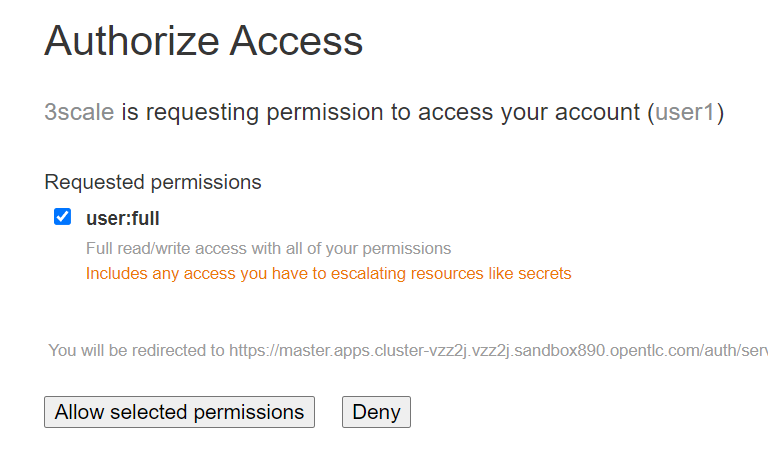 Authorize Access
3scale is requesting permission to access your account (user1)
Requested permissions
user:full
Full read/write access with all of your permissions
Includes any access you have to escalating resources like secrets
You will be redirected to https://master.apps.cluster-vzz2j.vzz2j.sandbox890.opentlc.com/auth/serv
Allow selected permissions Deny